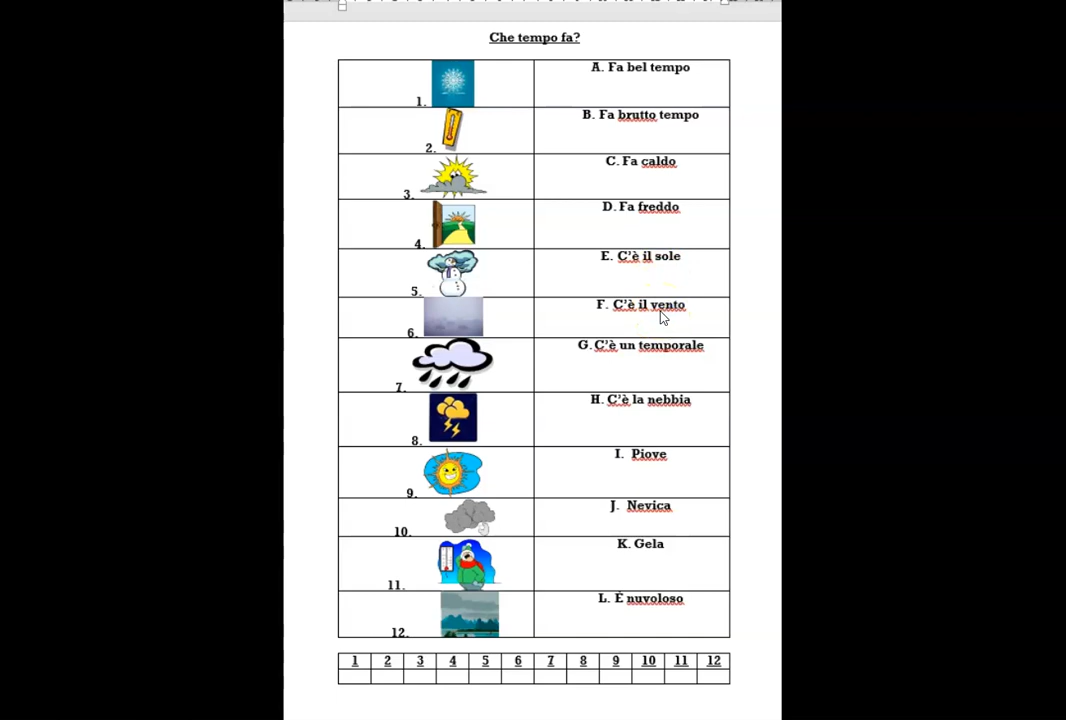 Che tempo fa?
1.
A. Fa bel tempo
2.
B. Fa brutto tempo
3.
C. Fa caldo
4.
D. Fa freddo
5.
E. C'è il sole
6.
F. C'è il vento
7.
G. C'è un temporale
8.
H. C'è la nebbia
9.
I. Piove
10.
J. Nevica
11.
K. Gela
12.
L. É nuvoloso
1 2 3 4 5 6 7 8 9 10 11 12